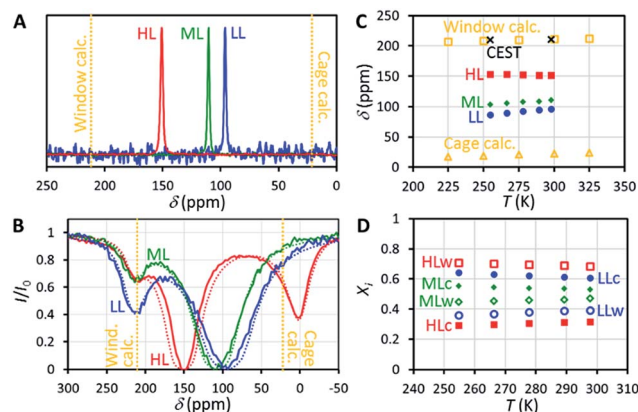 A
HL
ML
LL
Window calc.
Cage calc.
250
200
150
100
50
0
δ (ppm)
B
I/I0
1
0.8
0.6
0.4
0.2
0
ML
LL
HL
Wind. calc.
Cage calc.
300
250
200
150
100
50
0
-50
δ (ppm)
C
δ (ppm)
250
200
150
100
50
0
Window calc.
CEST
HL
ML
LL
Cage calc.
225
250
275
300
325
350
T (K)
D
Xi
1
0.8
0.6
0.4
0.2
0
HLw
MLc
MLw
HLc
LLc
LLw
240
250
260
270
280
290
300
310
T (K)